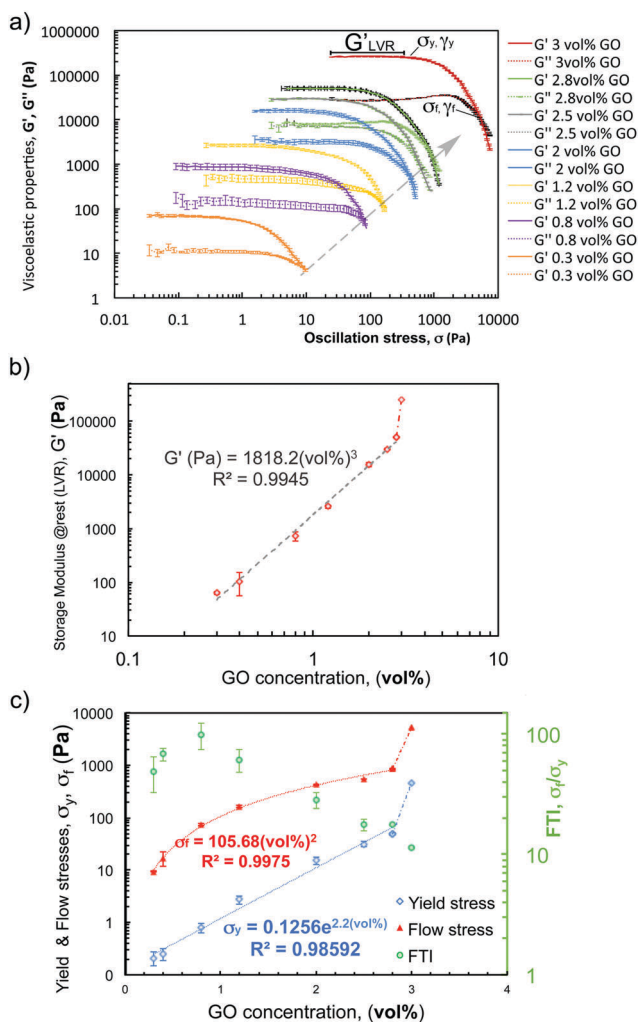 a)
Viscoelastic properties, G', G'' (Pa)
1000000
100000
10000
1000
100
10
1
0.01
0.1
1
10
100
1000
10000
Oscillation stress, σ (Pa)
G'LVR
σy, γy
σf, γf
G' 3 vol% GO
G'' 3vol% GO
G' 2.8vol% GO
G'' 2.8vol% GO
G' 2.5 vol% GO
G'' 2.5 vol% GO
G' 2 vol% GO
G'' 2 vol% GO
G' 1.2 vol% GO
G'' 1.2 vol% GO
G' 0.8 vol% GO
G'' 0.8 vol% GO
G' 0.3 vol% GO
G' 0.3 vol% GO
b)
Storage Modulus @rest (LVR), G' (Pa)
100000
10000
1000
100
10
0.1
1
10
G' (Pa) = 1818.2(vol%)³
R² = 0.9945
GO concentration, (vol%)
c)
Yield & Flow stresses, σy, σf (Pa)
10000
1000
100
10
1
0
0
1
2
3
4
σf = 105.68(vol%)²
R² = 0.9975
σy = 0.1256e^2.2(vol%)
R² = 0.98592
Yield stress
Flow stress
FTI
100
10
1
FTI, σf/σy
GO concentration, (vol%)